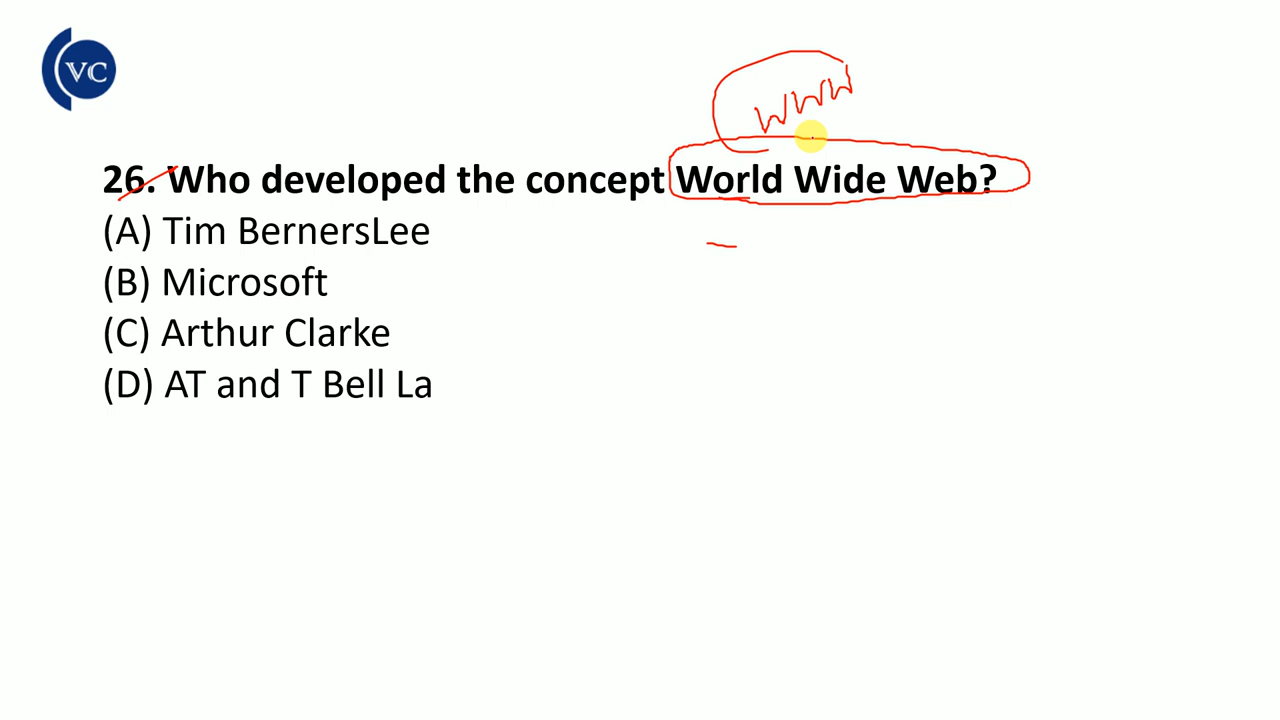 VC
WWW
26. Who developed the concept World Wide Web?
(A) Tim BernersLee
(B) Microsoft
(C) Arthur Clarke
(D) AT and T Bell La